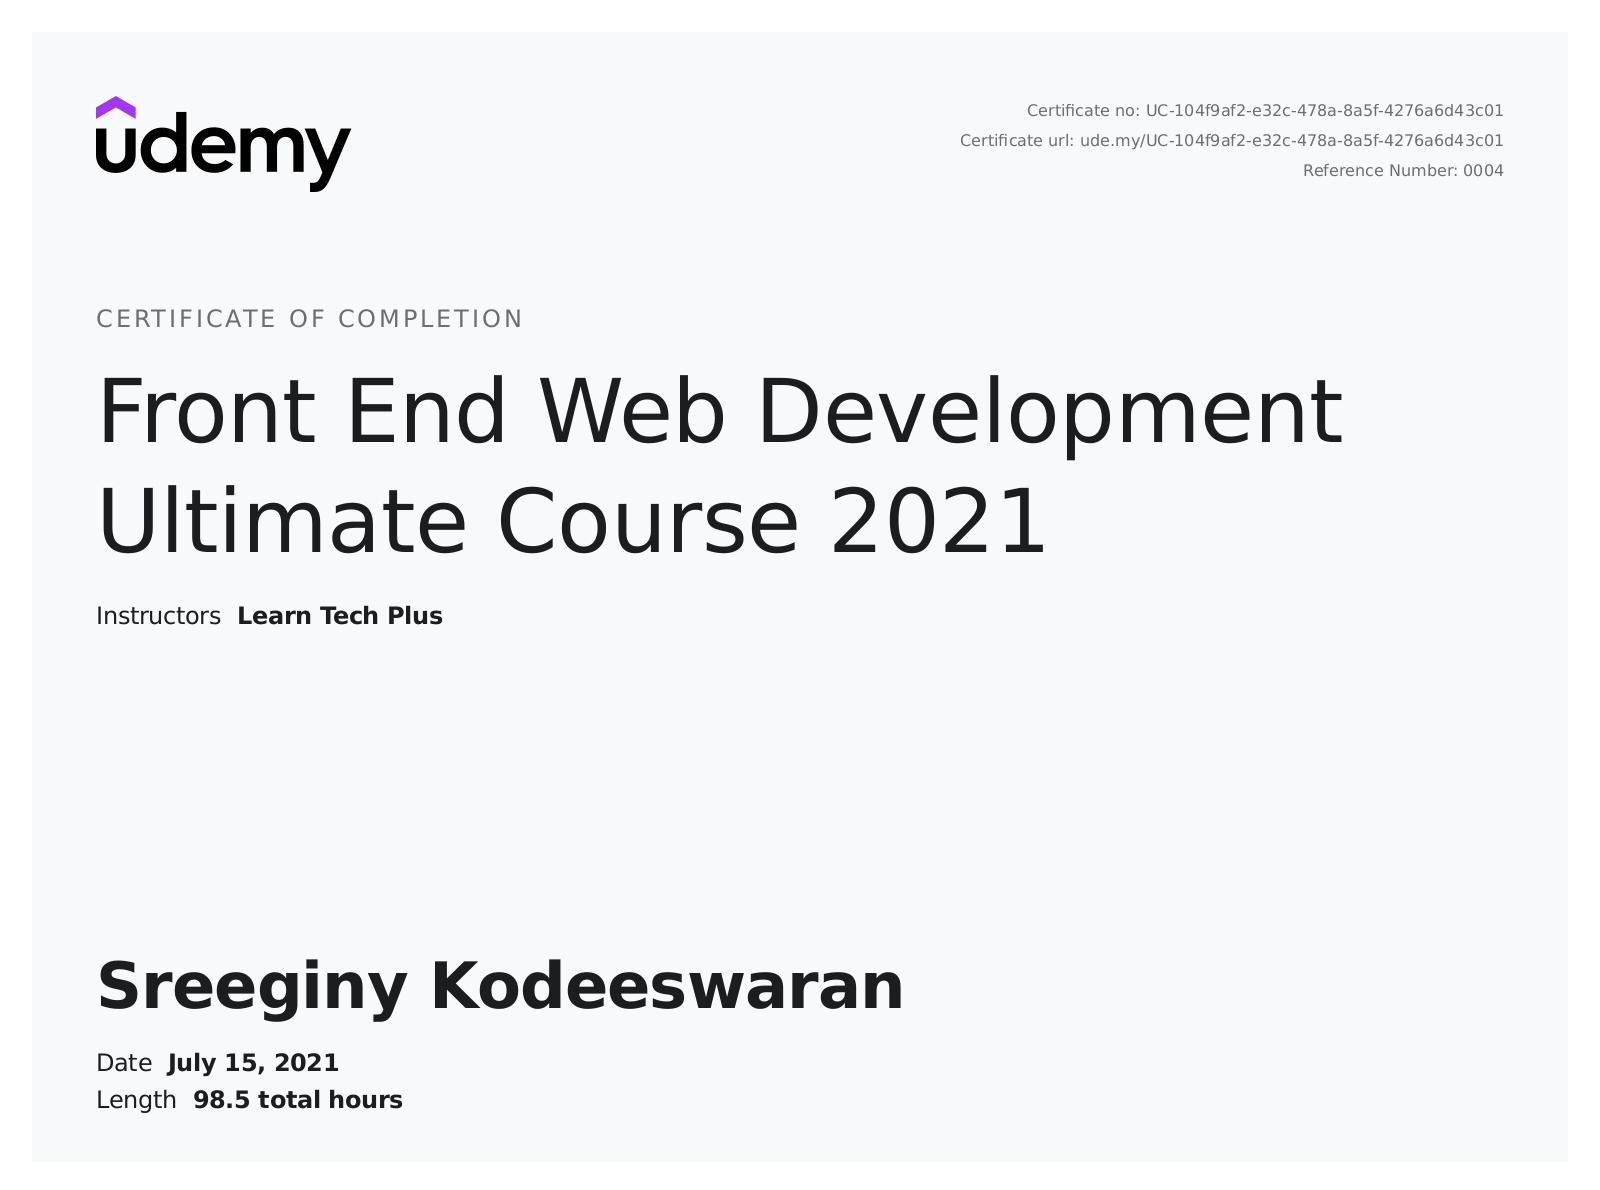 udemy
Certificate no: UC-104f9af2-e32c-478a-8a5f-4276a6d43c01
Certificate url: ude.my/UC-104f9af2-e32c-478a-8a5f-4276a6d43c01
Reference Number: 0004
CERTIFICATE OF COMPLETION
Front End Web Development
Ultimate Course 2021
Instructors Learn Tech Plus
Sreeginy Kodeeswaran
Date July 15, 2021
Length 98.5 total hours